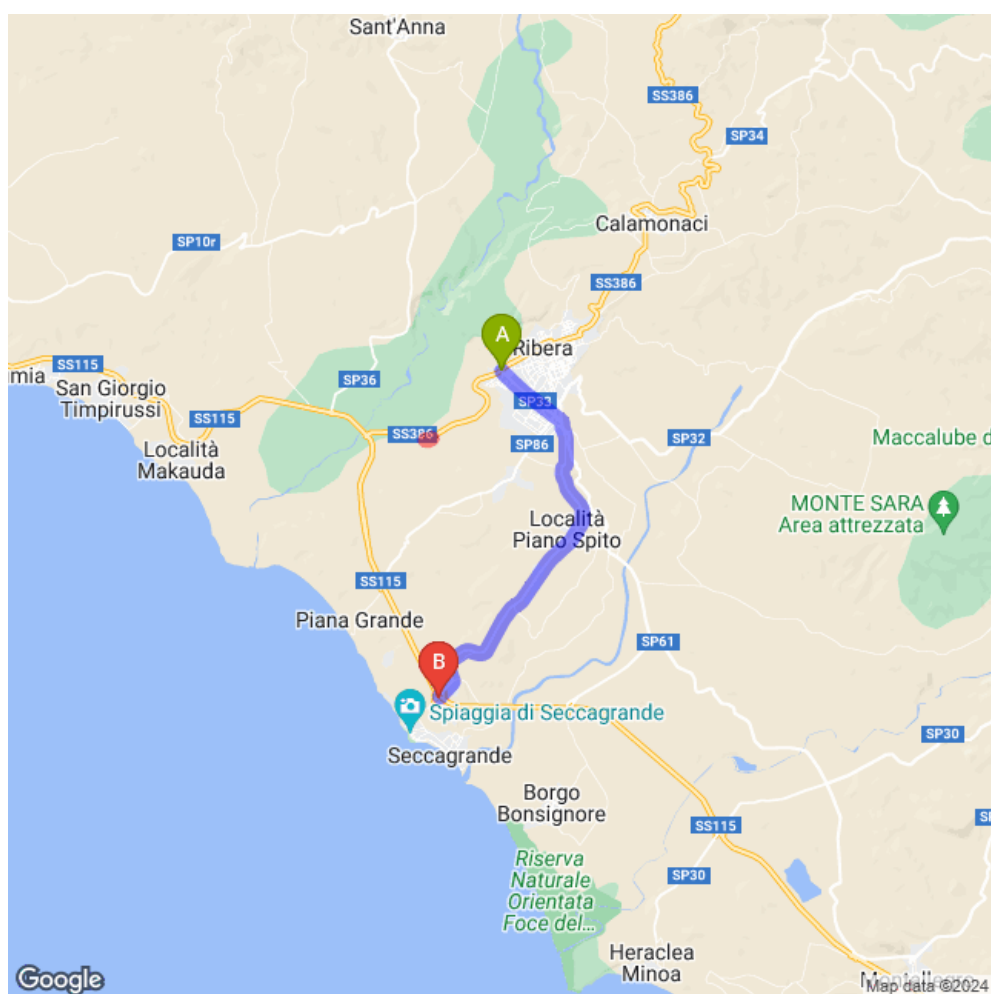 Sant'Anna
SS386
SP34
Calamonaci
SP10r
SS386
A
Ribera
SS115
mia
San Giorgio
Timpirussi
SP36
SP33
SS115
SS386
SP86
SP32
Località
Makauda
Maccalube d
MONTE SARA
Area attrezzata
Località
Piano Spito
SS115
Piana Grande
SP61
B
Spiaggia di Seccagrande
SP30
Seccagrande
Borgo
Bonsignore
SS115
Riserva
Naturale
Orientata
Foce del...
SP30
Heraclea
Minoa
Google
Map data ©2024